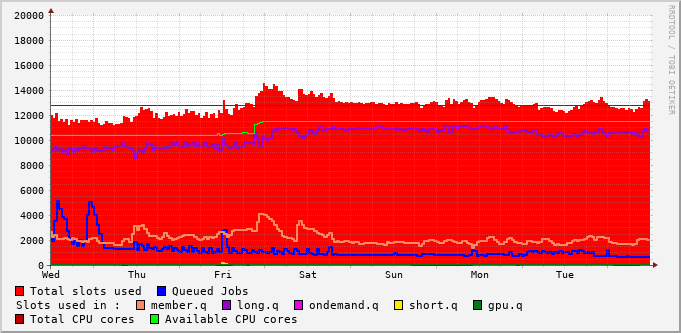 20000
18000
16000
14000
12000
10000
8000
6000
4000
2000
0
Wed Thu Fri Sat Sun Mon Tue
RRDTOOL / TOBI OETIKER
Total slots used Queued Jobs
Slots used in : member.q long.q ondemand.q short.q gpu.q
Total CPU cores Available CPU cores